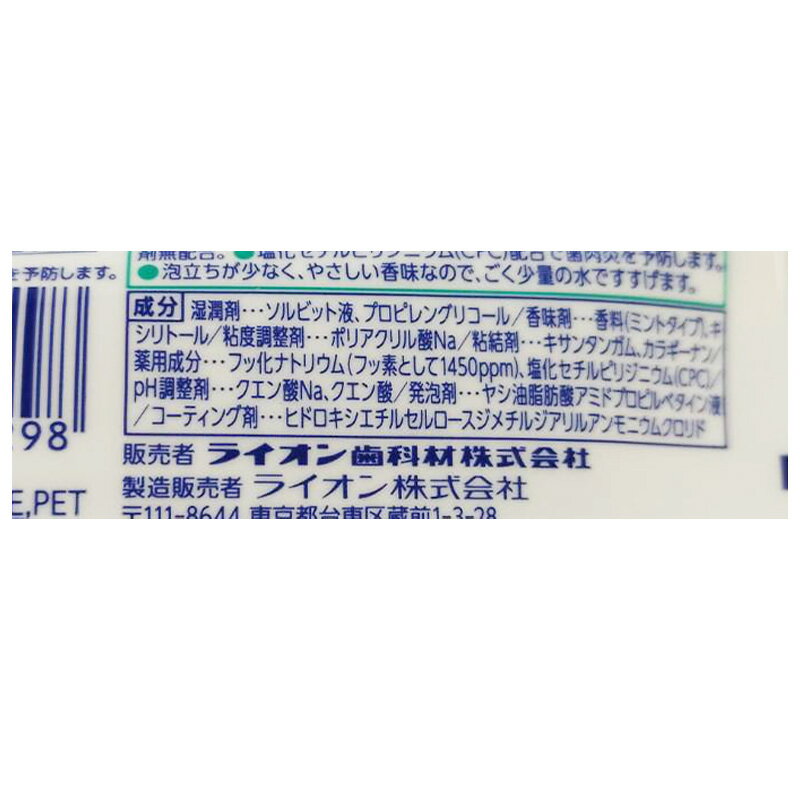 剤無配合。●塩化セチルピリジニウム(CPC)配合で歯肉炎を予防します。
を予防します。
●泡立ちが少なく、やさしい香味なので、ごく少量の水ですすげます。
成分 湿潤剤･･･ソルビット液、プロピレングリコール/香味剤･･･香料(ミントタイプ)、キ
シリトール/粘度調整剤･･･ポリアクリル酸Na/粘結剤･･･キサンタンガム、カラギーナン/
薬用成分･･･フッ化ナトリウム(フッ素として1450ppm)、塩化セチルピリジニウム(CPC)/
pH調整剤･･･クエン酸Na、クエン酸/発泡剤･･･ヤシ油脂肪酸アミドプロピルベタイン液
/コーティング剤･･･ヒドロキシエチルセルロースジメチルジアリルアンモニウムクロリド
298
販売者 ライオン歯科材株式会社
製造販売者 ライオン株式会社
E,PET
〒111-8644 東京都台東区蔵前1-3-28